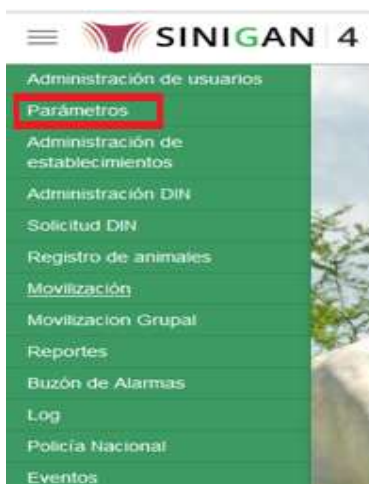 SINIGAN 4
Administración de usuarios
Parámetros
Administración de
establecimientos
Administración DIN
Solicitud DIN
Registro de animales
Movilización
Movilizacion Grupal
Reportes
Buzón de Alarmas
Log
Policía Nacional
Eventos